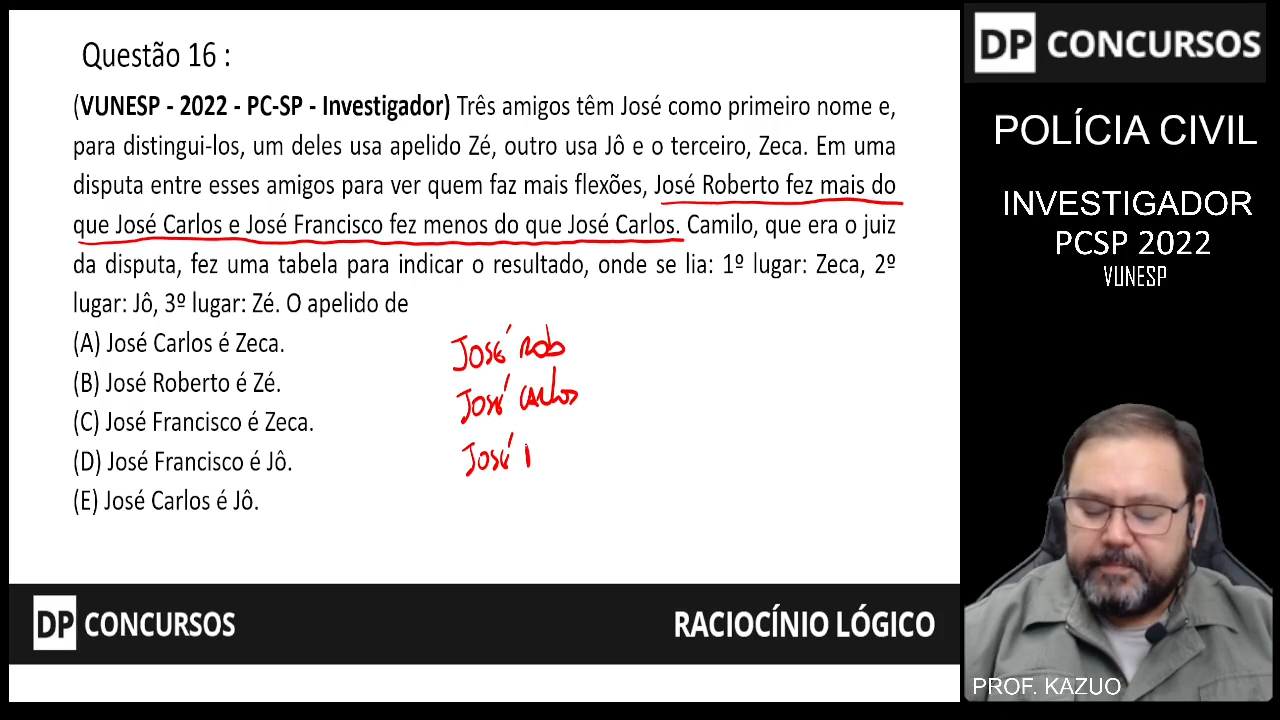 Questão 16 :
(VUNESP - 2022 - PC-SP - Investigador) Três amigos têm José como primeiro nome e,
para distingui-los, um deles usa apelido Zé, outro usa Jô e o terceiro, Zeca. Em uma
disputa entre esses amigos para ver quem faz mais flexões, José Roberto fez mais do
que José Carlos e José Francisco fez menos do que José Carlos. Camilo, que era o juiz
da disputa, fez uma tabela para indicar o resultado, onde se lia: 1º lugar: Zeca, 2º
lugar: Jô, 3º lugar: Zé. O apelido de
(A) José Carlos é Zeca.
(B) José Roberto é Zé.
(C) José Francisco é Zeca.
(D) José Francisco é Jô.
(E) José Carlos é Jô.
José Rob
José Carlos
José
DP CONCURSOS
RACIOCÍNIO LÓGICO
DP CONCURSOS
POLÍCIA CIVIL
INVESTIGADOR
PCSP 2022
VUNESP
PROF. KAZUO